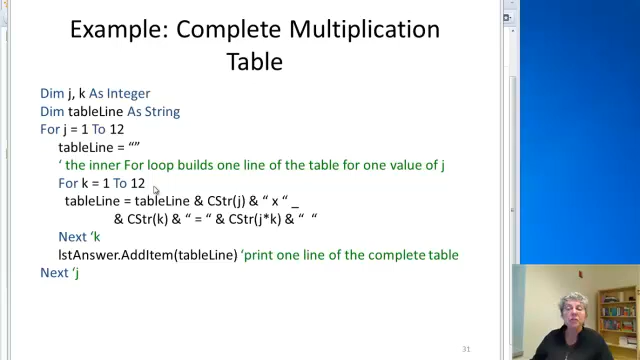 Example: Complete Multiplication
Table
Dim j, k As Integer
Dim tableLine As String
For j = 1 To 12
tableLine = “”
‘ the inner For loop builds one line of the table for one value of j
For k = 1 To 12
tableLine = tableLine & CStr(j) & “ x “ _
& CStr(k) & “ = “ & CStr(j*k) & “  “
Next ‘k
lstAnswer.AddItem(tableLine) ‘print one line of the complete table
Next ‘j
31